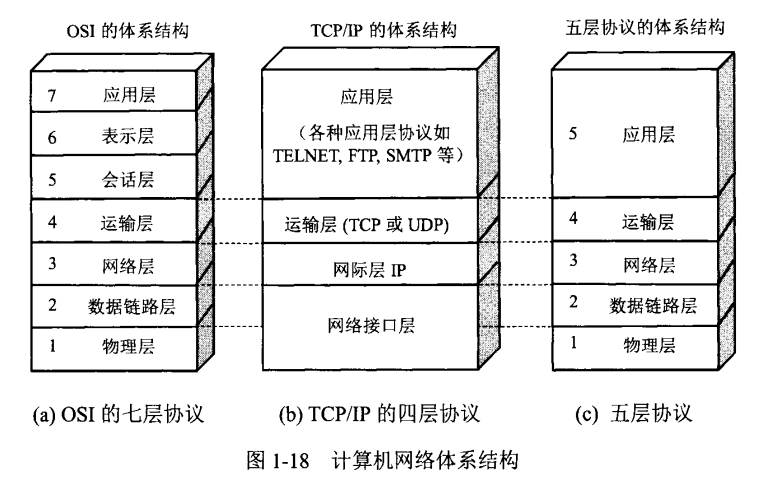 OSI 的体系结构
TCP/IP 的体系结构
五层协议的体系结构
7 应用层
6 表示层
5 会话层
4 运输层
3 网络层
2 数据链路层
1 物理层
应用层
(各种应用层协议如
TELNET, FTP, SMTP 等)
运输层 (TCP 或 UDP)
网际层 IP
网络接口层
5 应用层
4 运输层
3 网络层
2 数据链路层
1 物理层
(a) OSI 的七层协议
(b) TCP/IP 的四层协议
(c) 五层协议
图 1-18 计算机网络体系结构